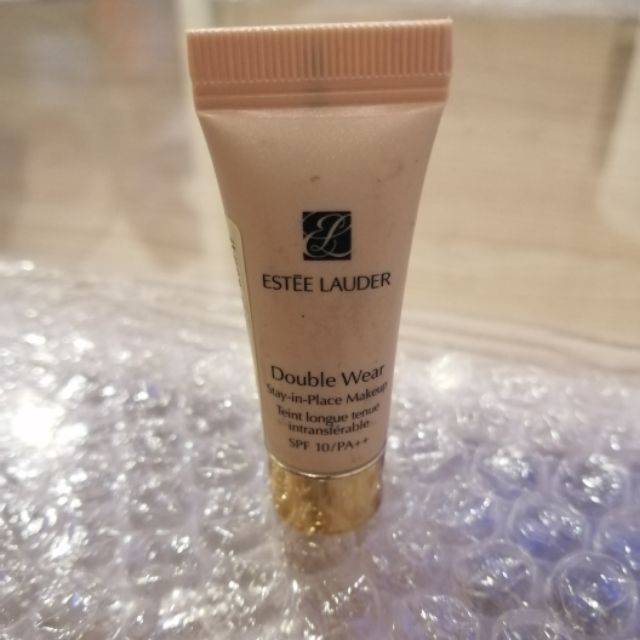 ESTĒE LAUDER
Double Wear
Stay-in-Place Makeup
Teint longue tenue
intransférable
SPF 10/PA++